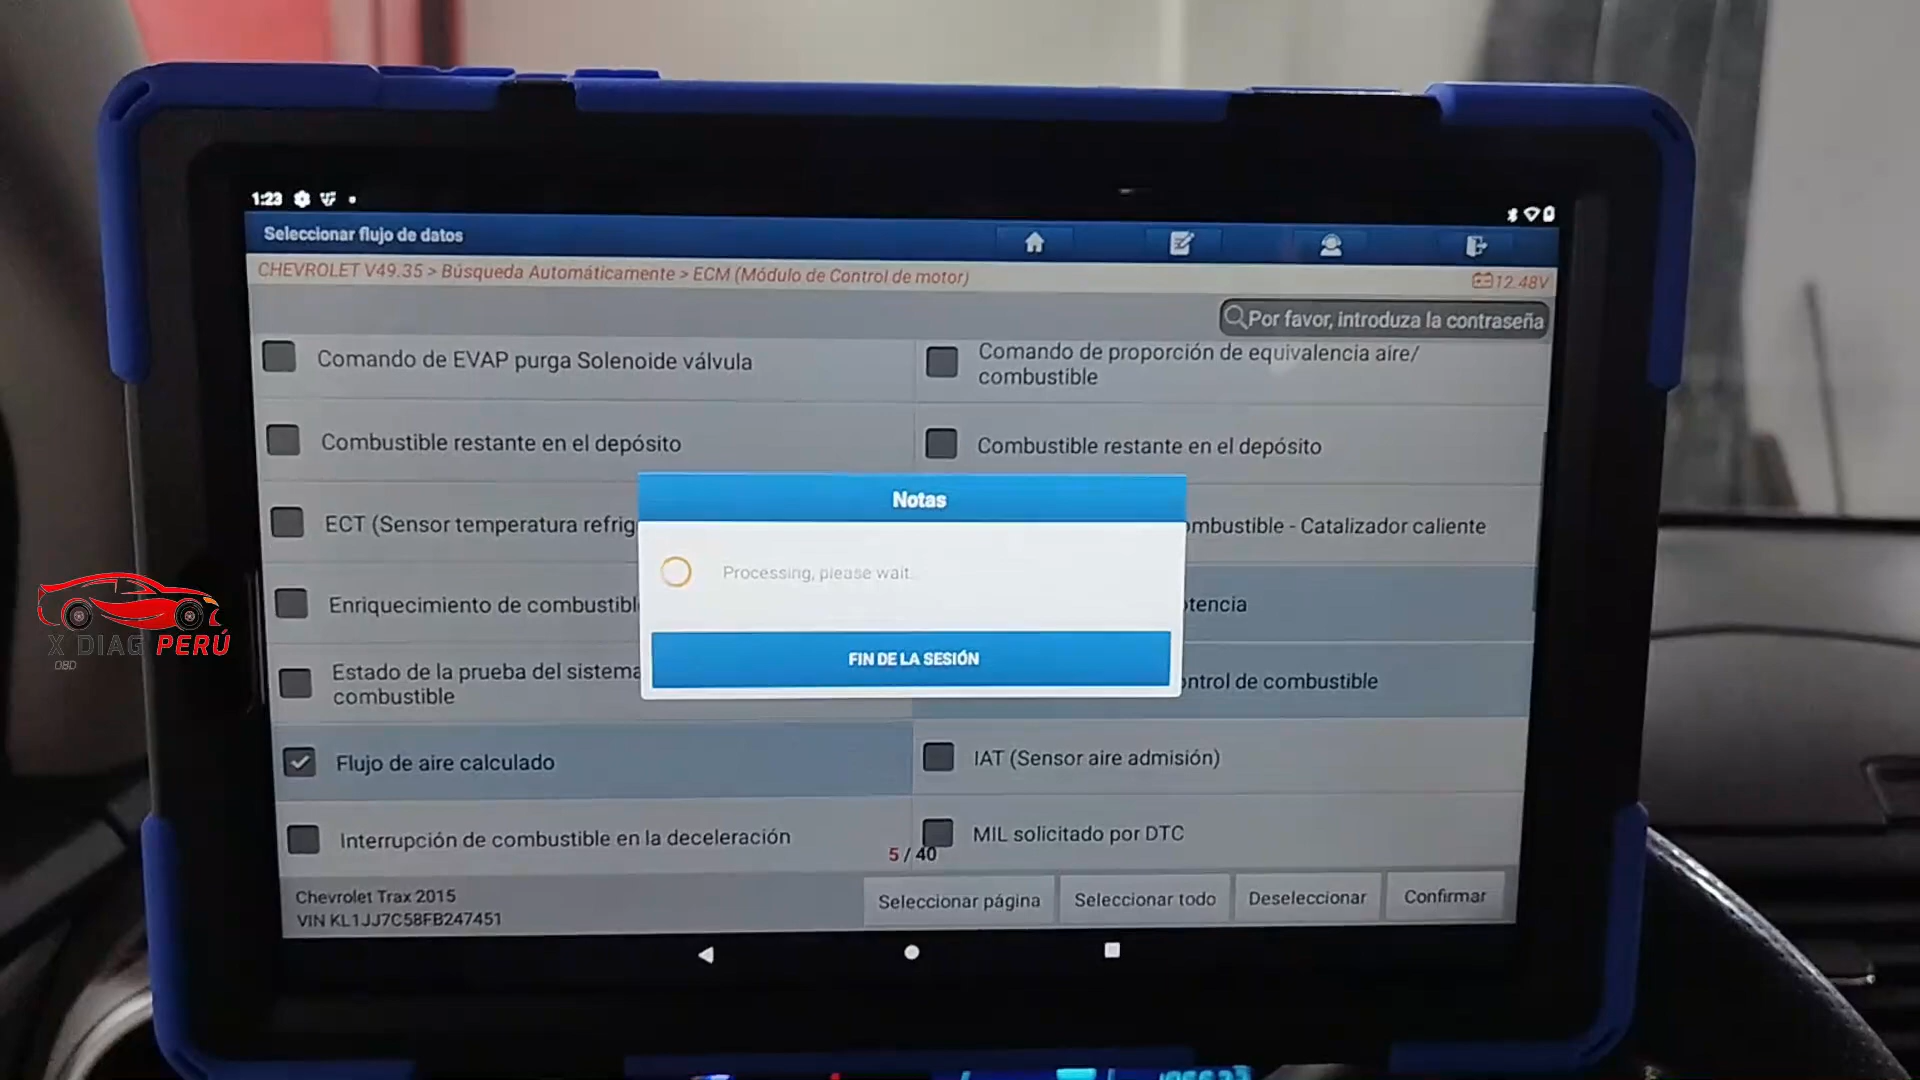 1:23
Seleccionar flujo de datos
CHEVROLET V49.35 > Búsqueda Automáticamente > ECM (Módulo de Control de motor)
12.48V
Por favor, introduza la contraseña
Comando de EVAP purga Solenoide válvula
Comando de proporción de equivalencia aire/
combustible
Combustible restante en el depósito
Combustible restante en el depósito
ECT (Sensor temperatura refrig
mbustible - Catalizador caliente
Notas
Processing, please wait.
FIN DE LA SESIÓN
Enriquecimiento de combustibl
tencia
Estado de la prueba del sistema
combustible
ntrol de combustible
Flujo de aire calculado
IAT (Sensor aire admisión)
Interrupción de combustible en la deceleración
MIL solicitado por DTC
5 / 40
Chevrolet Trax 2015
VIN KL1JJ7C58FB247451
Seleccionar página
Seleccionar todo
Deseleccionar
Confirmar
X DIAG PERÚ
OBD